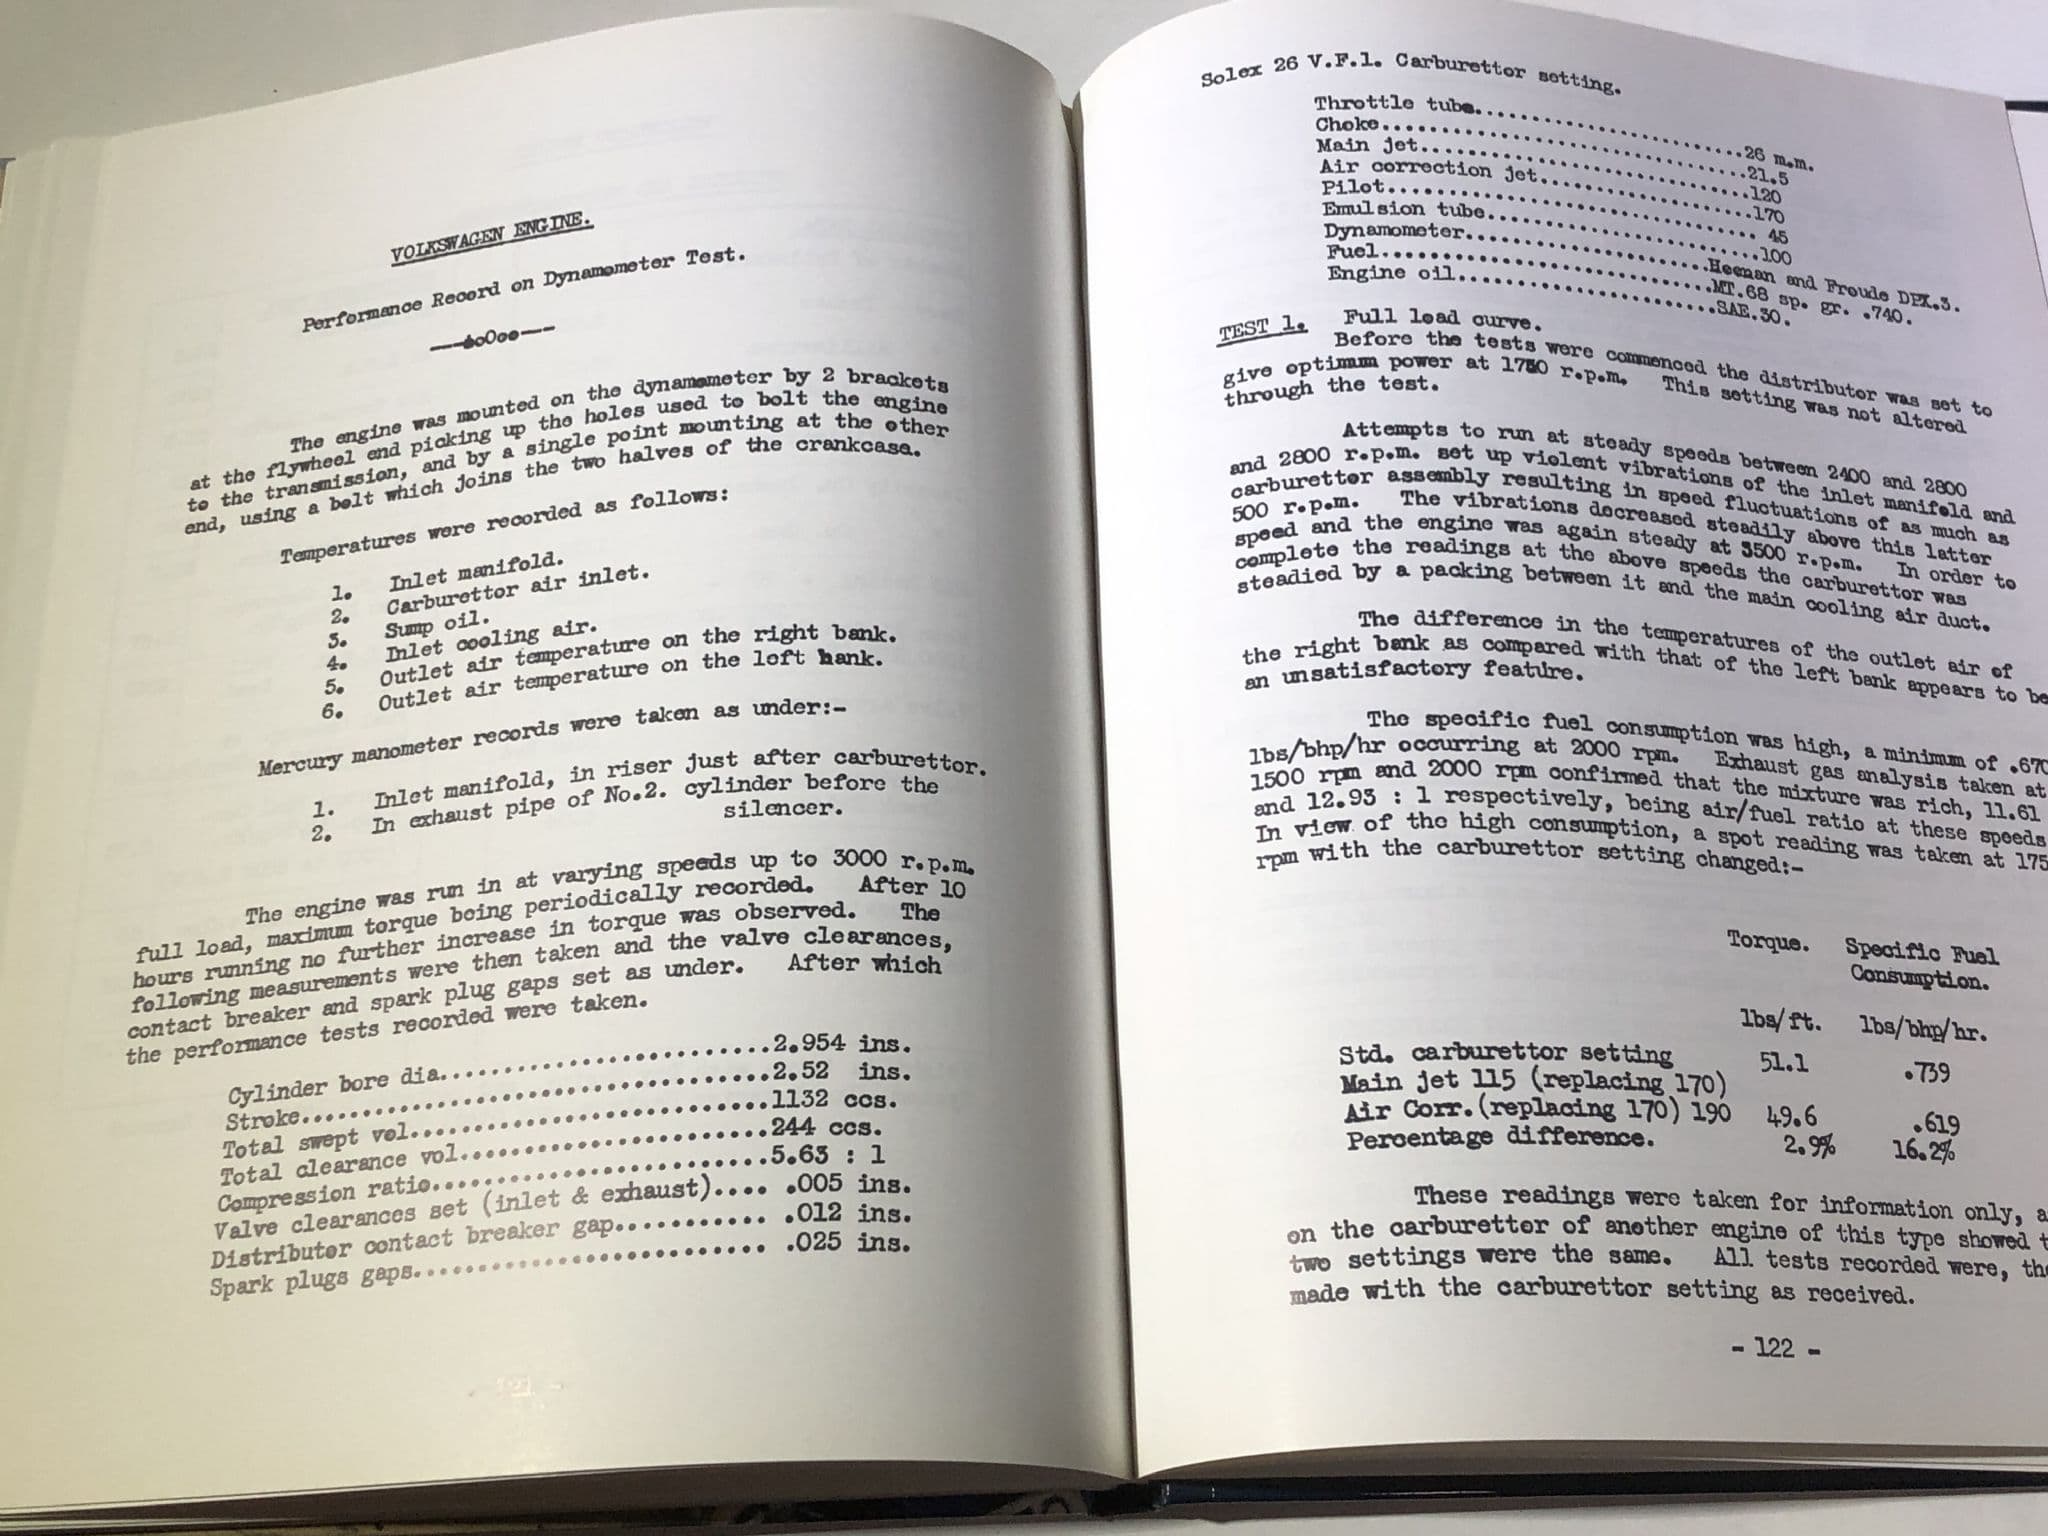 VOLKSWAGEN ENGINE.
Performance Record on Dynamometer Test.
---ooOoo---
The engine was mounted on the dynamometer by 2 brackets
at the flywheel end picking up the holes used to bolt the engine
to the transmission, and by a single point mounting at the other
end, using a bolt which joins the two halves of the crankcase.
Temperatures were recorded as follows:
1. Inlet manifold.
2. Carburettor air inlet.
3. Sump oil.
4. Inlet cooling air.
5. Outlet air temperature on the right bank.
6. Outlet air temperature on the left bank.
Mercury manometer records were taken as under:-
1. Inlet manifold, in riser just after carburettor.
2. In exhaust pipe of No.2. cylinder before the
silencer.
The engine was run in at varying speeds up to 3000 r.p.m.
full load, maximum torque being periodically recorded. After 10
hours running no further increase in torque was observed. The
following measurements were then taken and the valve clearances,
contact breaker and spark plug gaps set as under. After which
the performance tests recorded were taken.
Cylinder bore dia..........................2.954 ins.
Stroke.....................................2.52 ins.
Total swept vol............................1132 ccs.
Total clearance vol........................244 ccs.
Compression ratio..........................5.63 : 1
Valve clearances set (inlet & exhaust).... .005 ins.
Distributor contact breaker gap........... .012 ins.
Spark plugs gaps.......................... .025 ins.
- 121 -
Solex 26 V.F.1. Carburettor setting.
Throttle tube..........................26 m.m.
Choke..................................21.5
Main jet...............................120
Air correction jet.....................170
Pilot.................................. 45
Emulsion tube..........................100
Dynamometer......................Heenan and Froude DPX.3.
Fuel.............................MT.68 sp. gr. .740.
Engine oil.......................SAE.30.
TEST 1. Full load curve.
Before the tests were commenced the distributor was set to
give optimum power at 1750 r.p.m. This setting was not altered
through the test.
Attempts to run at steady speeds between 2400 and 2800
and 2800 r.p.m. set up violent vibrations of the inlet manifold and
carburettor assembly resulting in speed fluctuations of as much as
500 r.p.m. The vibrations decreased steadily above this latter
speed and the engine was again steady at 3500 r.p.m. In order to
complete the readings at the above speeds the carburettor was
steadied by a packing between it and the main cooling air duct.
The difference in the temperatures of the outlet air of
the right bank as compared with that of the left bank appears to be
an unsatisfactory feature.
The specific fuel consumption was high, a minimum of .670
lbs/bhp/hr occurring at 2000 rpm. Exhaust gas analysis taken at
1500 rpm and 2000 rpm confirmed that the mixture was rich, 11.61
and 12.93 : 1 respectively, being air/fuel ratio at these speeds
In view of the high consumption, a spot reading was taken at 175
rpm with the carburettor setting changed:-
Torque. Specific Fuel
Consumption.
lbs/ft. lbs/bhp/hr.
Std. carburettor setting 51.1 .739
Main jet 115 (replacing 170)
Air Corr.(replacing 170) 190 49.6 .619
Percentage difference. 2.9% 16.2%
These readings were taken for information only, a
on the carburettor of another engine of this type showed t
two settings were the same. All tests recorded were, the
made with the carburettor setting as received.
- 122 -